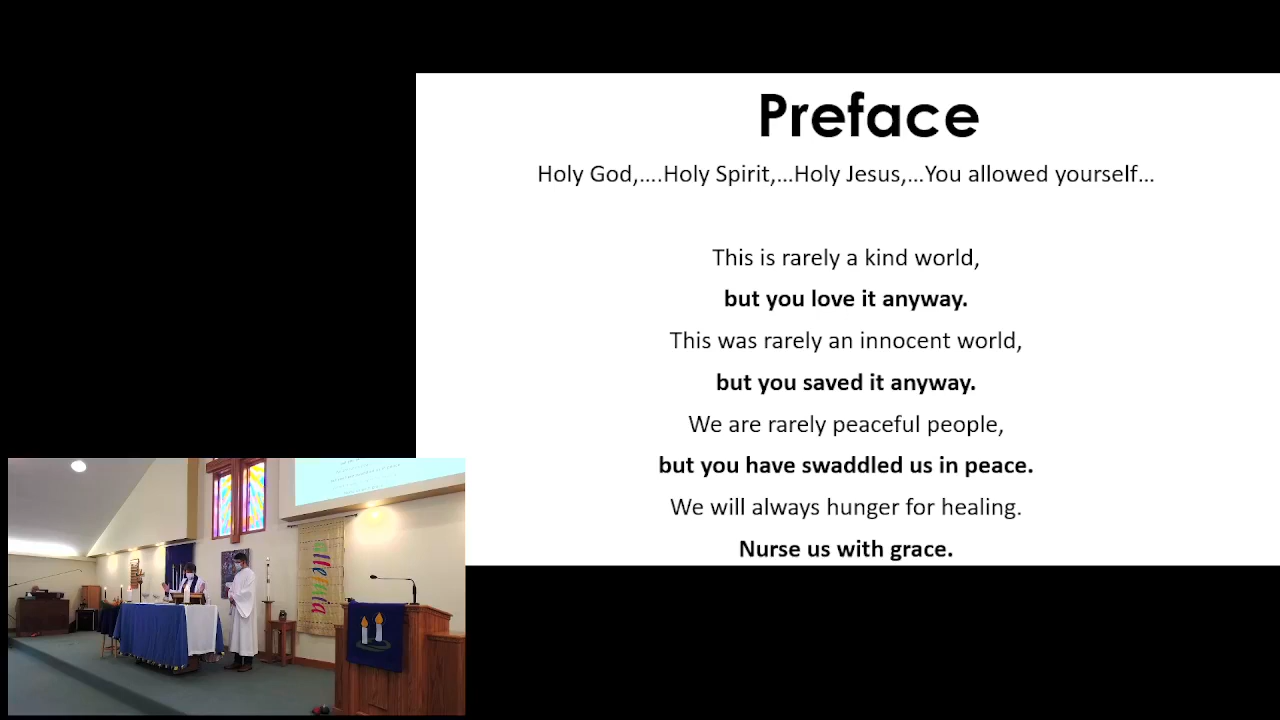 Preface
Holy God,....Holy Spirit,...Holy Jesus,...You allowed yourself...
This is rarely a kind world,
but you love it anyway.
This was rarely an innocent world,
but you saved it anyway.
We are rarely peaceful people,
but you have swaddled us in peace.
We will always hunger for healing.
Nurse us with grace.
alleluia